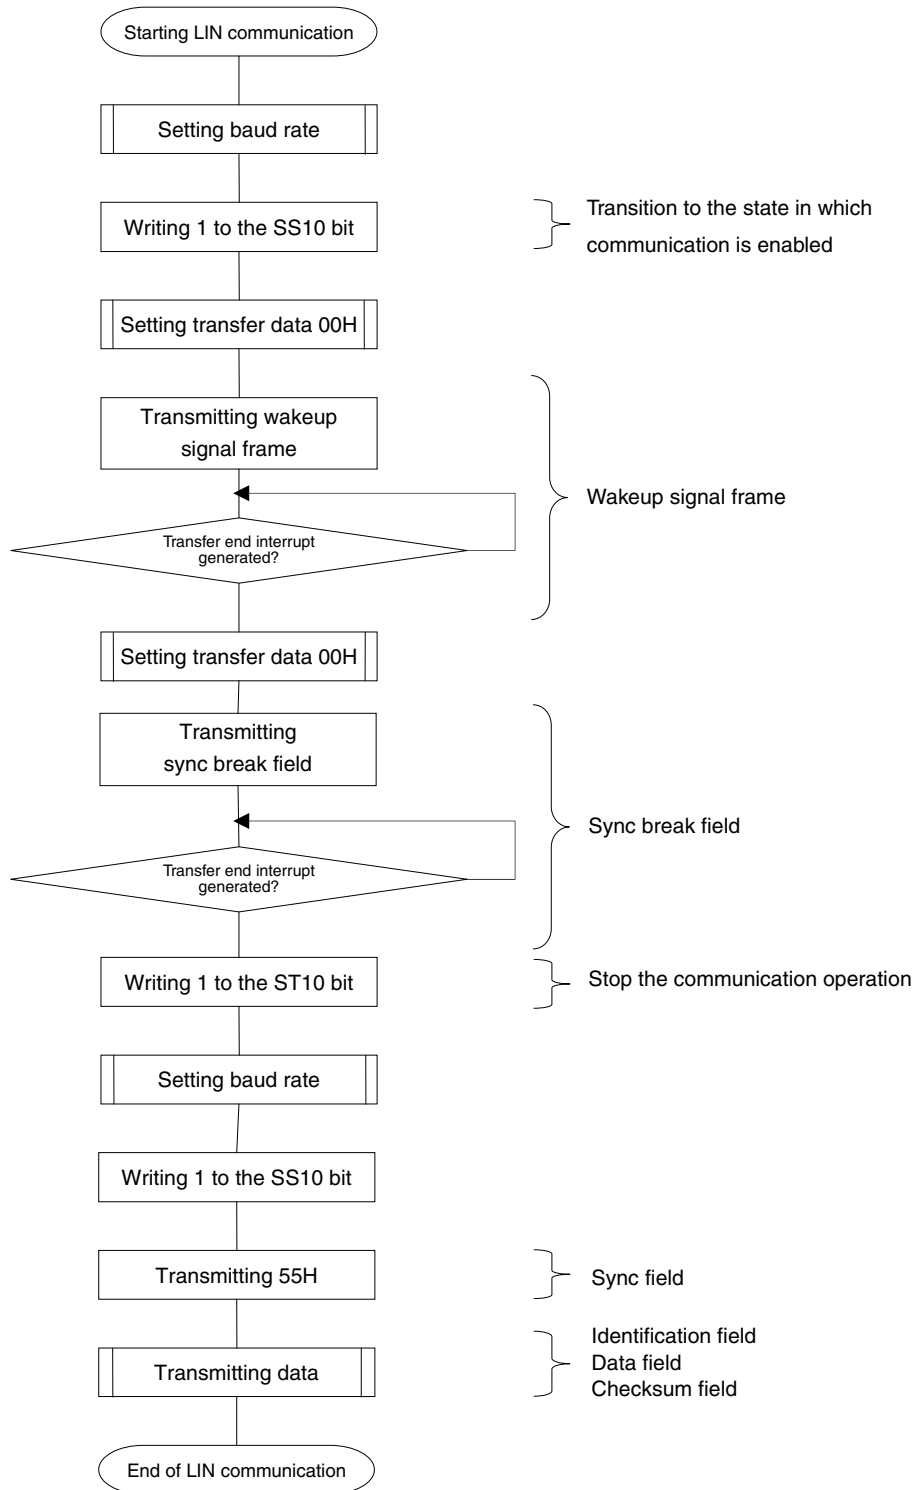 Starting LIN communication
Setting baud rate
Writing 1 to the SS10 bit
Transition to the state in which
communication is enabled
Setting transfer data 00H
Transmitting wakeup
signal frame
Wakeup signal frame
Transfer end interrupt
generated?
Setting transfer data 00H
Transmitting
sync break field
Sync break field
Transfer end interrupt
generated?
Writing 1 to the ST10 bit
Stop the communication operation
Setting baud rate
Writing 1 to the SS10 bit
Transmitting 55H
Sync field
Identification field
Data field
Checksum field
Transmitting data
End of LIN communication